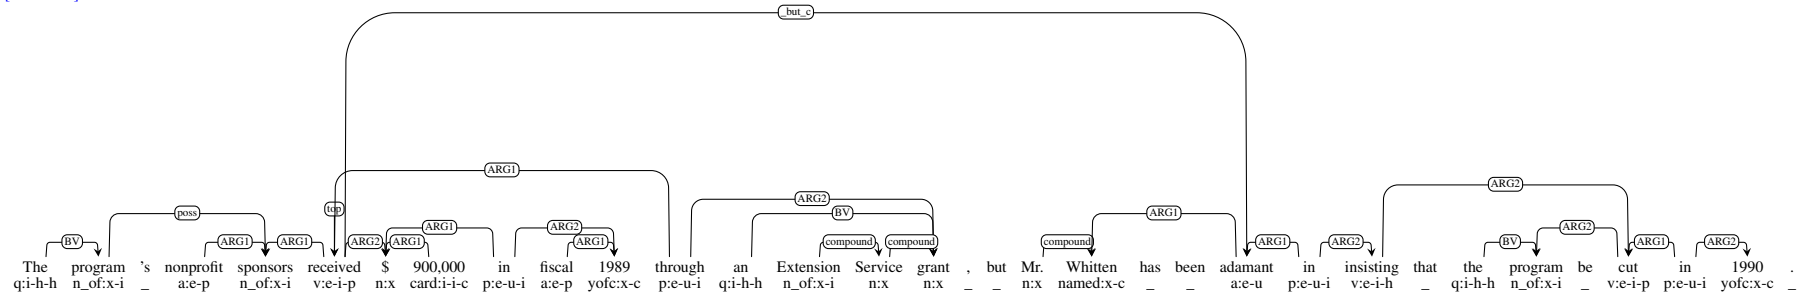 _but_c
ARG1
ARG2
top
poss
ARG2
BV
ARG1
ARG1
ARG2
ARG2
BV
ARG1
ARG1
ARG2
ARG1
ARG1
compound
compound
compound
ARG1
ARG2
BV
ARG1
ARG2
The program 's nonprofit sponsors received $ 900,000 in fiscal 1989 through an Extension Service grant , but Mr. Whitten has been adamant in insisting that the program be cut in 1990 .
q:i-h-h n_of:x-i _ a:e-p n_of:x-i v:e-i-p n:x card:i-i-c p:e-u-i a:e-p yofc:x-c p:e-u-i q:i-h-h n_of:x-i n:x n:x _ _ n:x named:x-c _ _ a:e-u p:e-u-i v:e-i-h _ q:i-h-h n_of:x-i _ v:e-i-p p:e-u-i yofc:x-c _